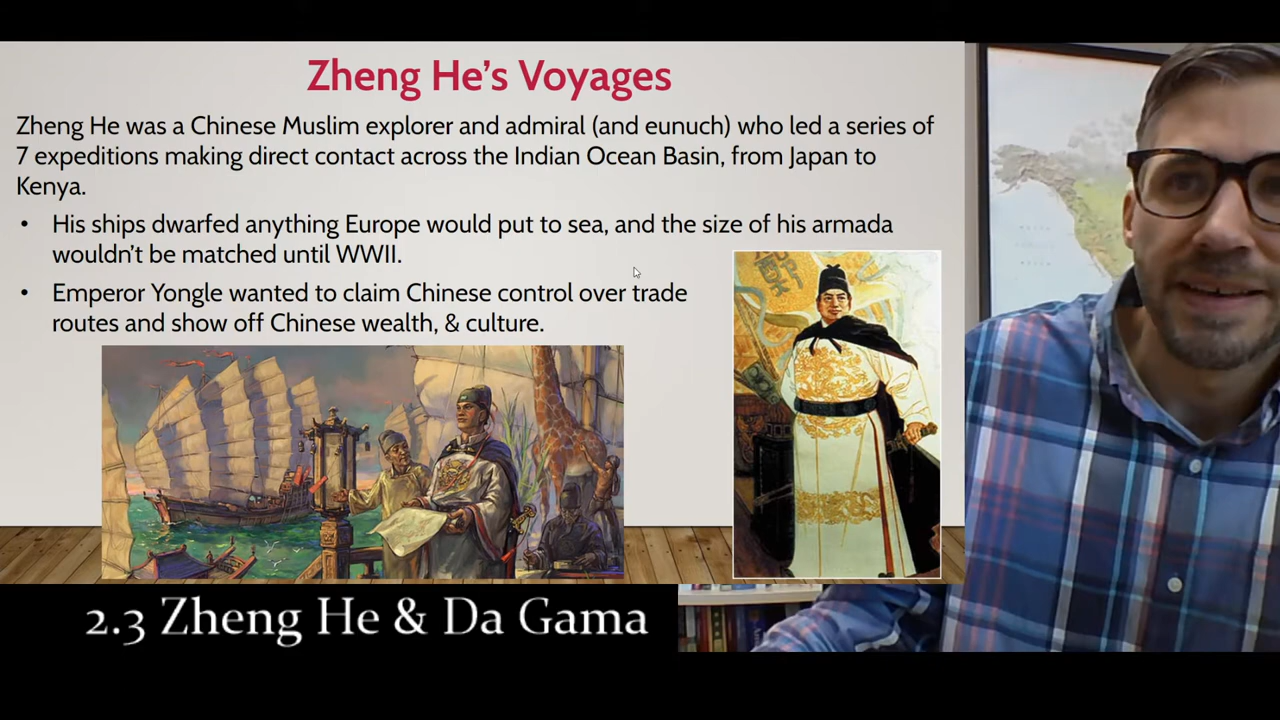 Zheng He's Voyages
Zheng He was a Chinese Muslim explorer and admiral (and eunuch) who led a series of
7 expeditions making direct contact across the Indian Ocean Basin, from Japan to
Kenya.
• His ships dwarfed anything Europe would put to sea, and the size of his armada
wouldn't be matched until WWII.
• Emperor Yongle wanted to claim Chinese control over trade
routes and show off Chinese wealth, & culture.
2.3 Zheng He & Da Gama